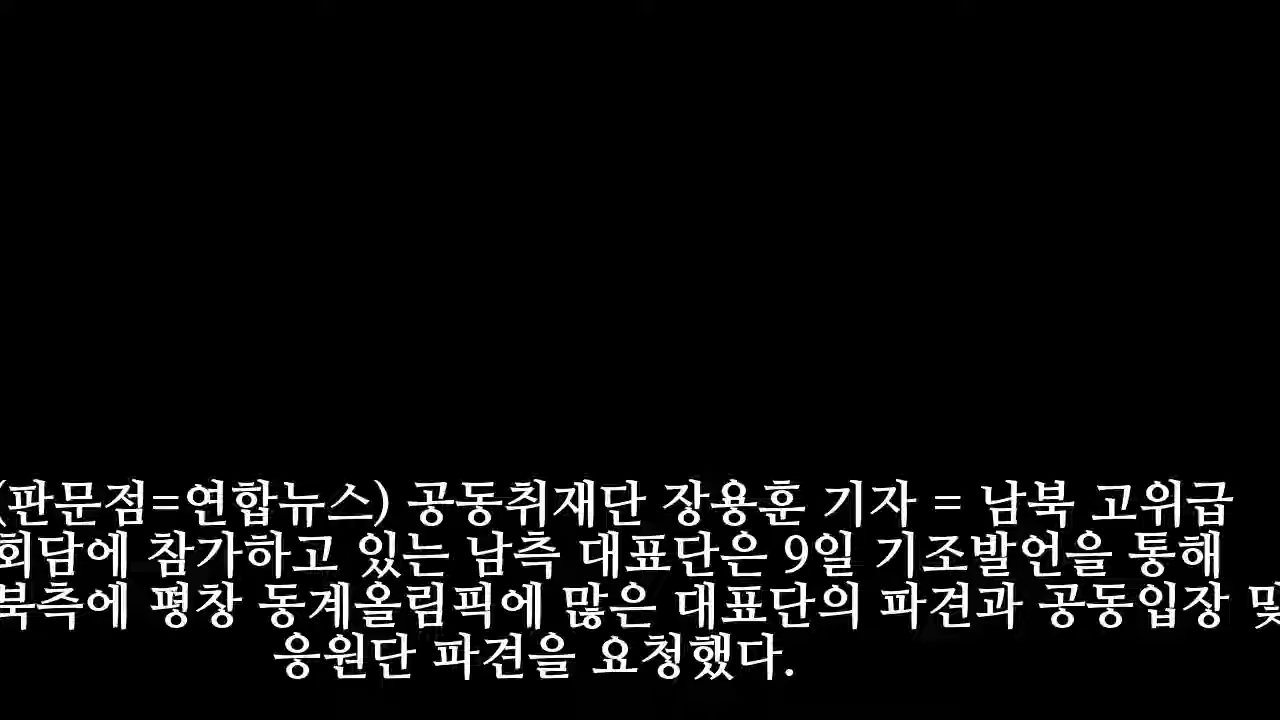 (판문점=연합뉴스) 공동취재단 장용훈 기자 = 남북 고위급
회담에 참가하고 있는 남측 대표단은 9일 기조발언을 통해
북측에 평창 동계올림픽에 많은 대표단의 파견과 공동입장 및
응원단 파견을 요청했다.